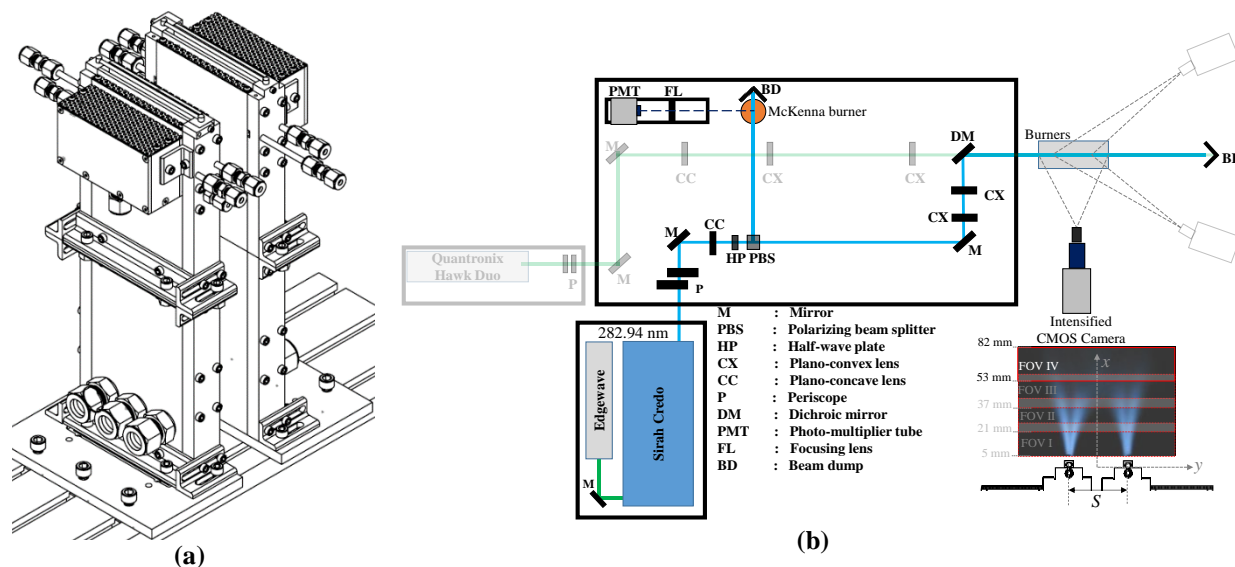 PMT
FL
BD
McKenna burner
M
CC
CX
CX
DM
Burners
BD
CX
CX
M
CC
HP PBS
M
Quantronix
Hawk Duo
P
M
P
Intensified
CMOS Camera
282.94 nm
Edgewave
Sirah Credo
M
M : Mirror
PBS : Polarizing beam splitter
HP : Half-wave plate
CX : Plano-convex lens
CC : Plano-concave lens
P : Periscope
DM : Dichroic mirror
PMT : Photo-multiplier tube
FL : Focusing lens
BD : Beam dump
82 mm
FOV IV
x
53 mm
FOV III
37 mm
FOV II
21 mm
FOV I
5 mm
y
S
(a)
(b)